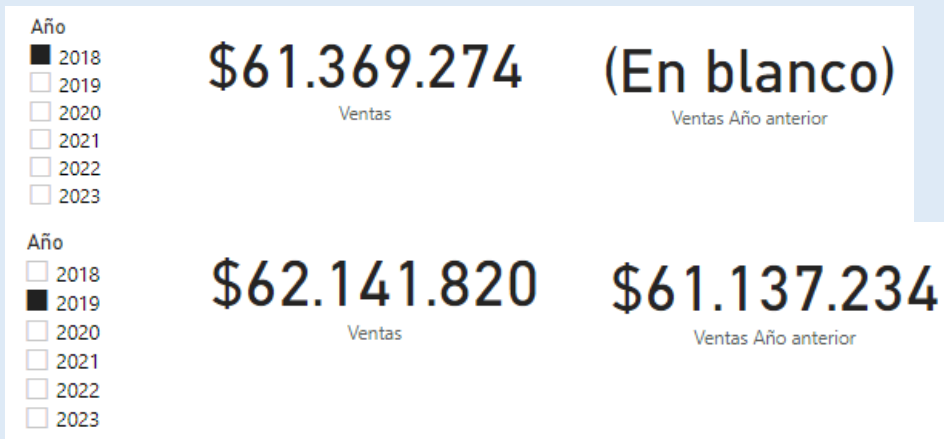 Año
2018
2019
2020
2021
2022
2023
$61.369.274
Ventas
(En blanco)
Ventas Año anterior
Año
2018
2019
2020
2021
2022
2023
$62.141.820
Ventas
$61.137.234
Ventas Año anterior